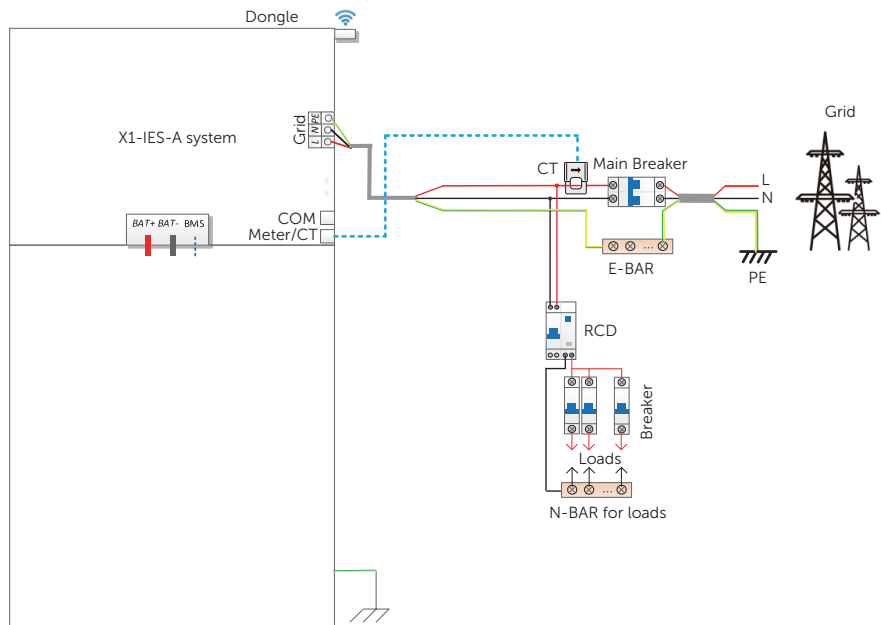 Dongle
Grid
X1-IES-A system
Grid
PE
N
L
CT
Main Breaker
L
N
COM
Meter/CT
BAT+ BAT- BMS
...
E-BAR
PE
RCD
Breaker
Loads
...
N-BAR for loads